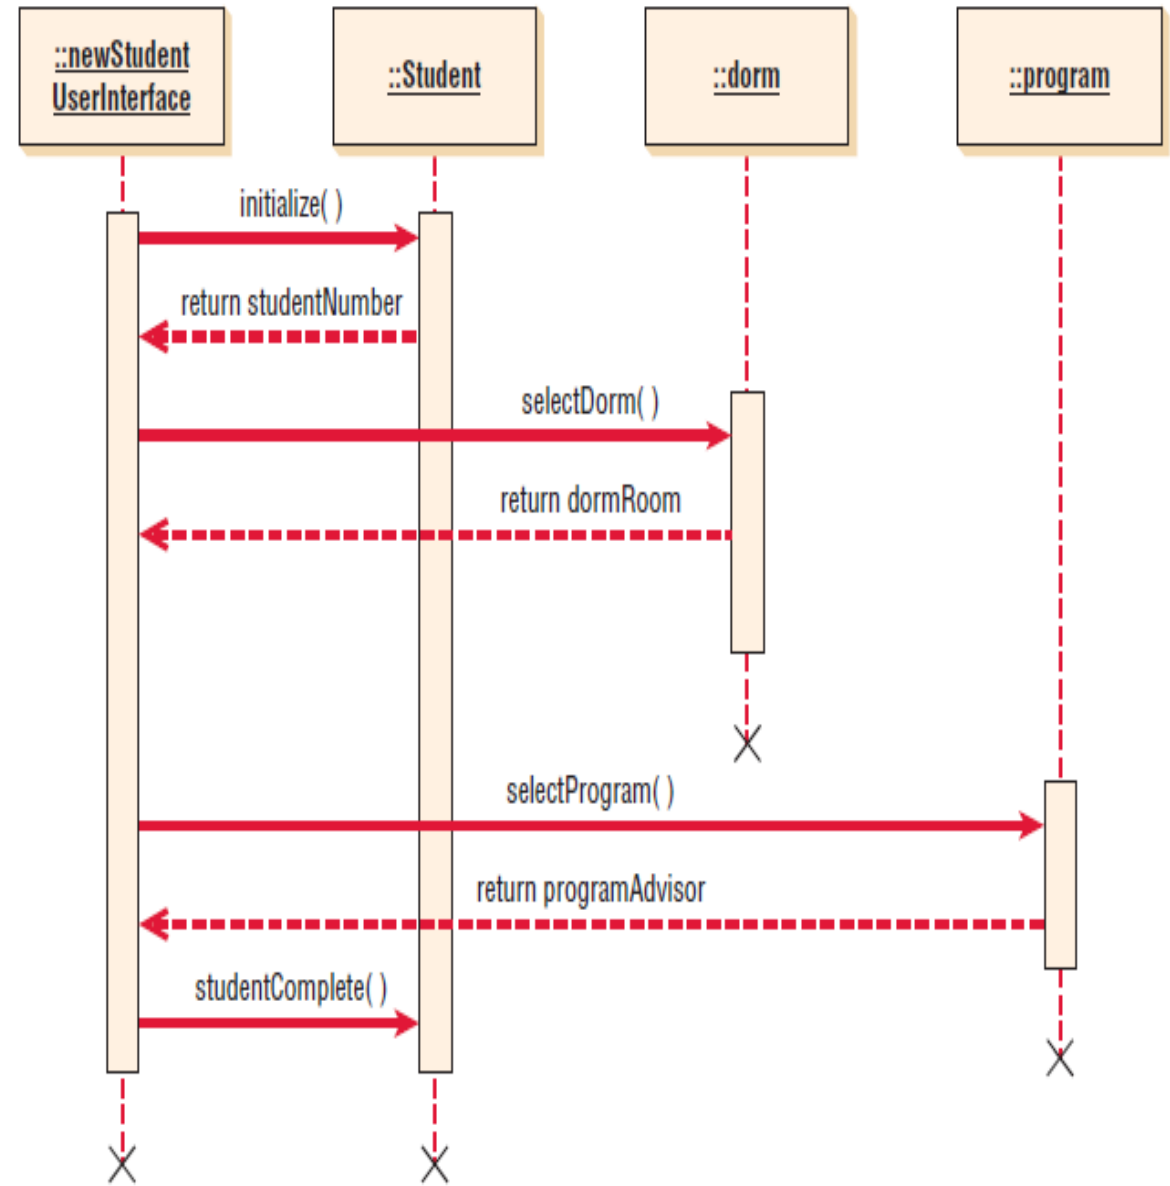 ::newStudent
UserInterface
::Student
::dorm
::program
initialize( )
return studentNumber
selectDorm( )
return dormRoom
selectProgram( )
return programAdvisor
studentComplete( )